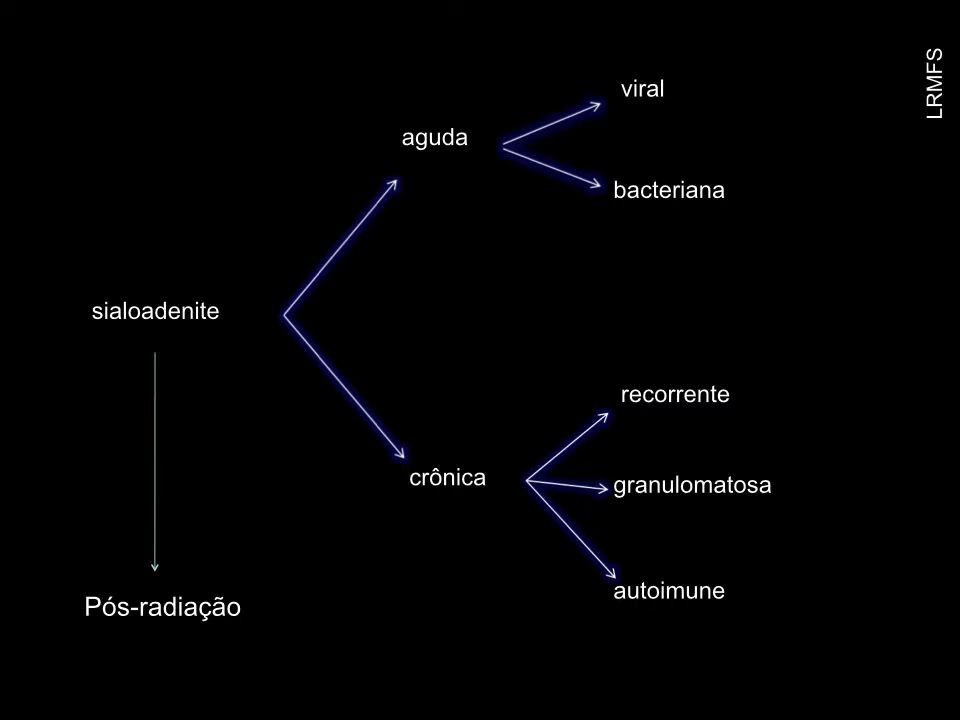 LRMFS
viral
aguda
bacteriana
sialoadenite
recorrente
crônica
granulomatosa
autoimune
Pós-radiação